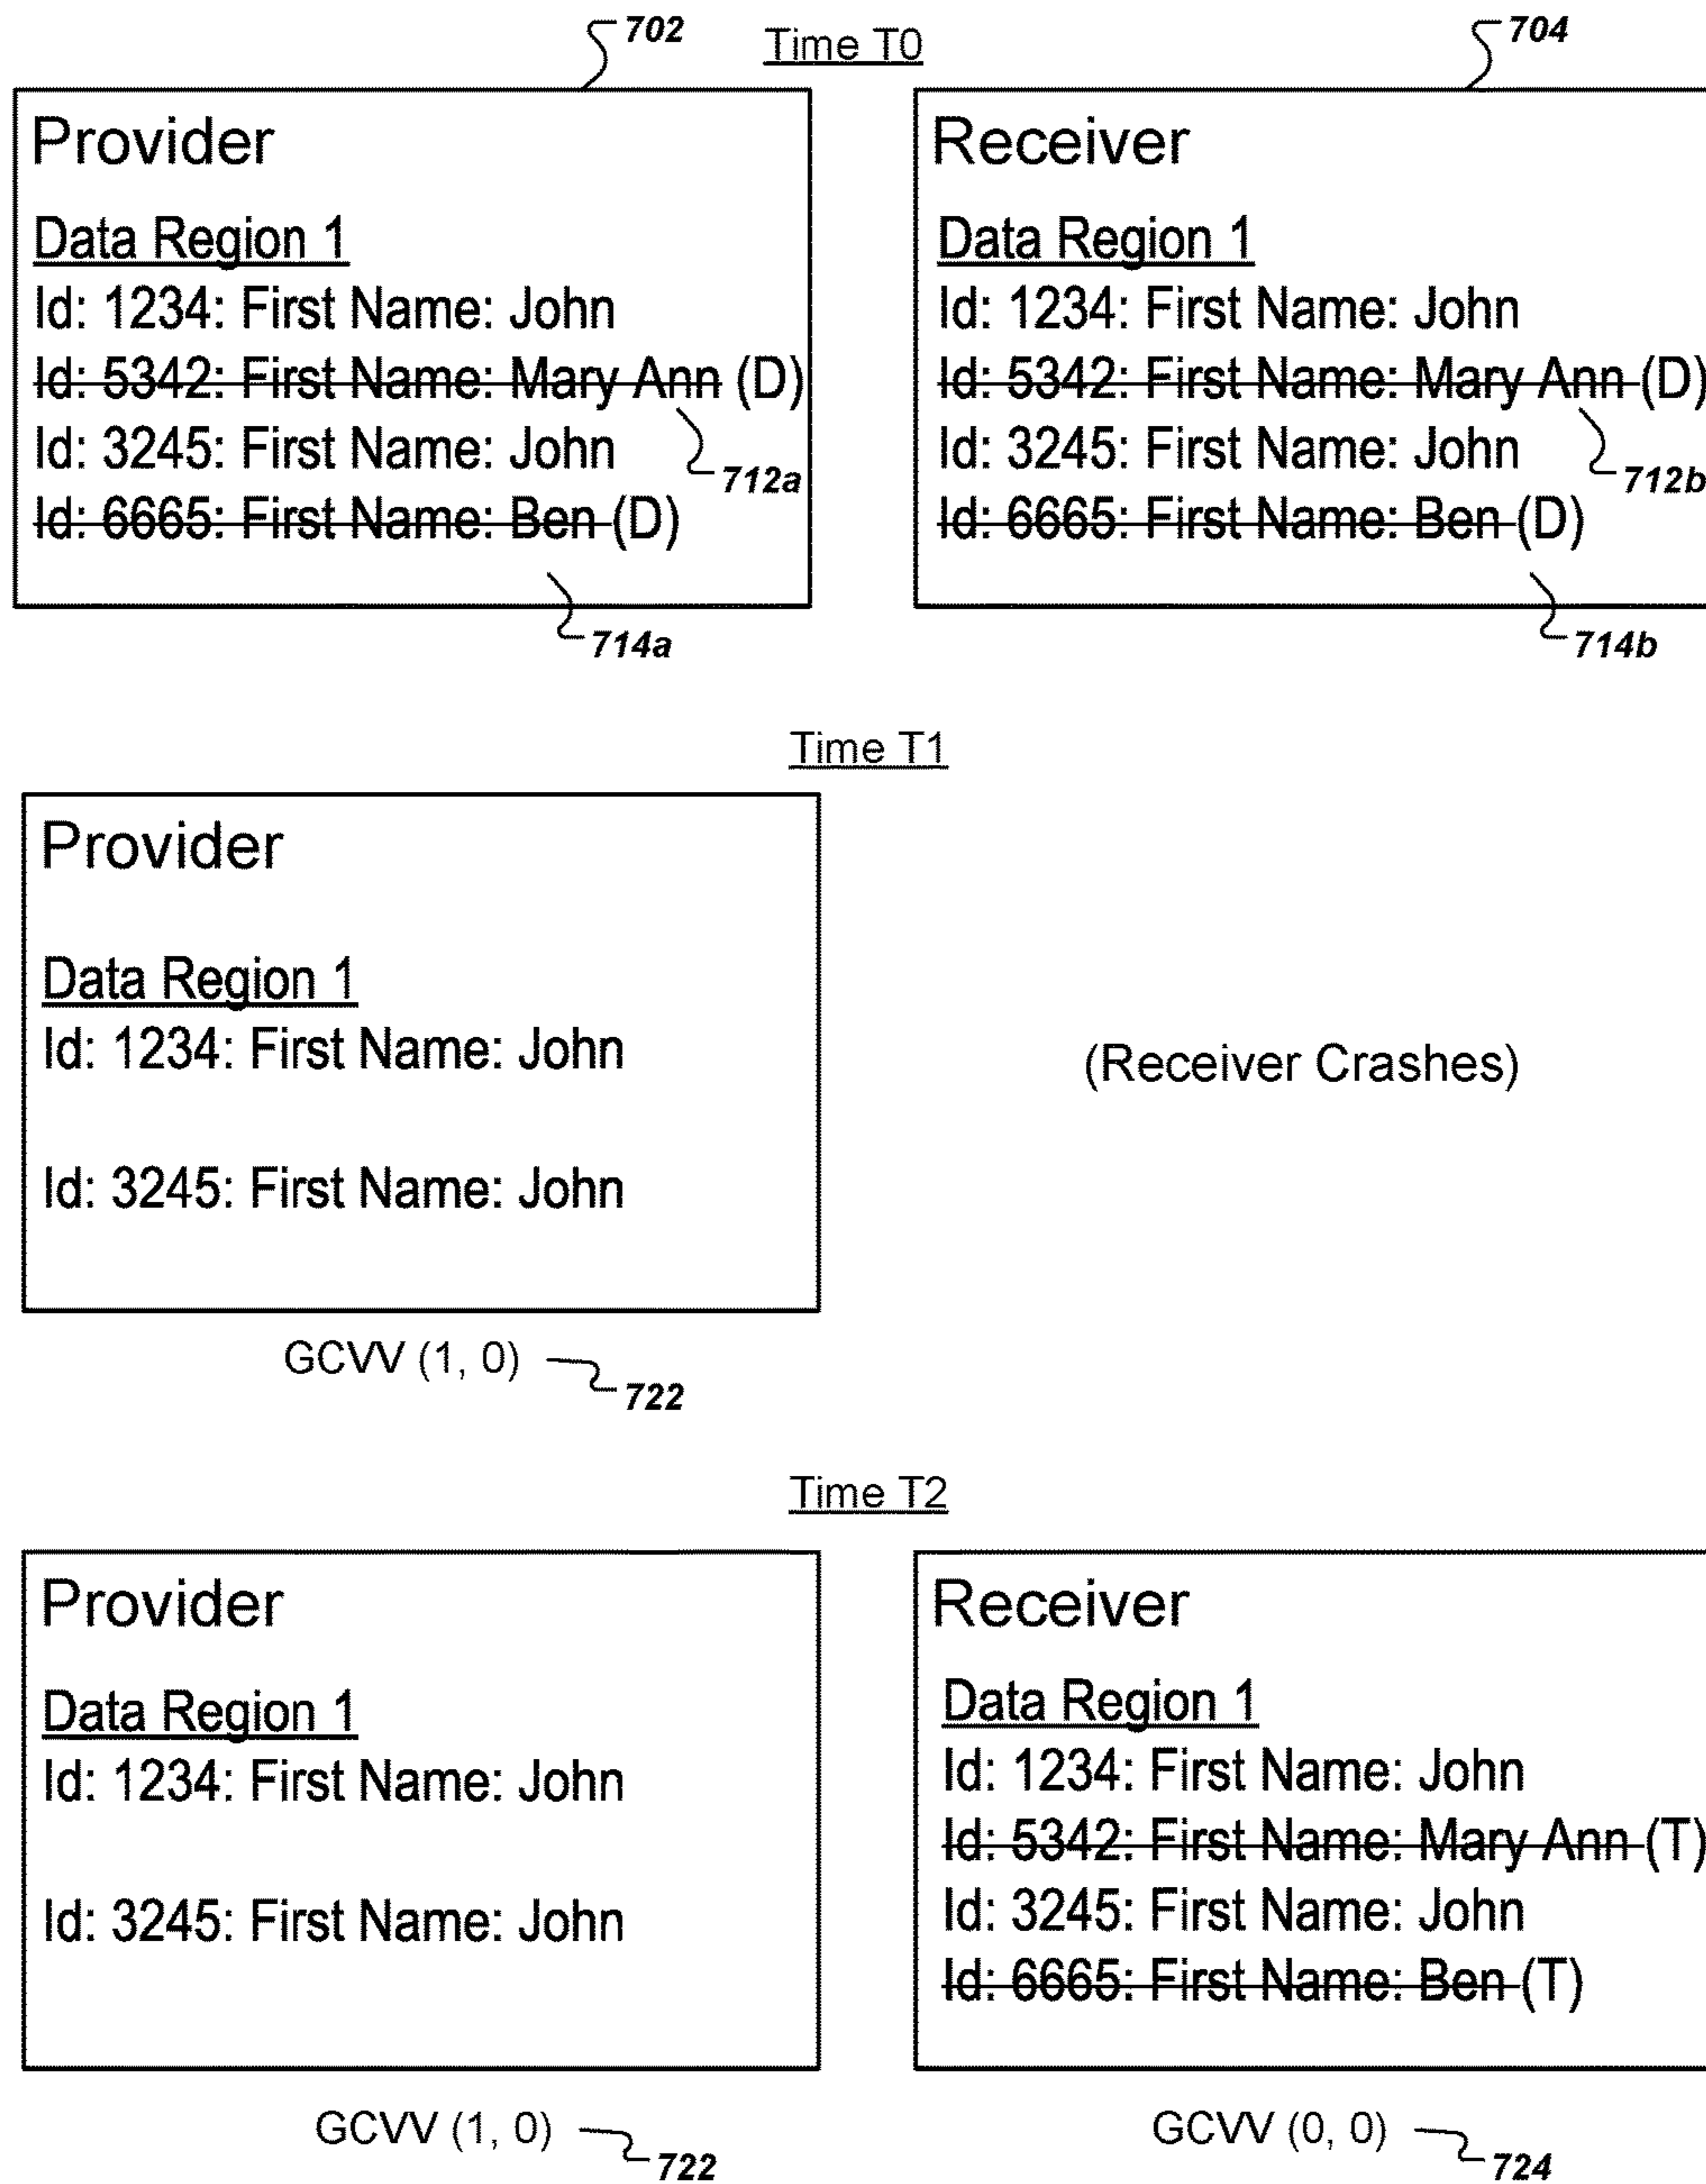 702
Time T0
704
Provider
Data Region 1
Id: 1234: First Name: John
Id: 5342: First Name: Mary Ann (D)
Id: 3245: First Name: John
712a
Id: 6665: First Name: Ben (D)
714a
Receiver
Data Region 1
Id: 1234: First Name: John
Id: 5342: First Name: Mary Ann (D)
Id: 3245: First Name: John
712b
Id: 6665: First Name: Ben (D)
714b
Time T1
Provider
Data Region 1
Id: 1234: First Name: John
Id: 3245: First Name: John
GCVV (1, 0)
722
(Receiver Crashes)
Time T2
Provider
Data Region 1
Id: 1234: First Name: John
Id: 3245: First Name: John
GCVV (1, 0)
722
Receiver
Data Region 1
Id: 1234: First Name: John
Id: 5342: First Name: Mary Ann (T)
Id: 3245: First Name: John
Id: 6665: First Name: Ben (T)
GCVV (0, 0)
724